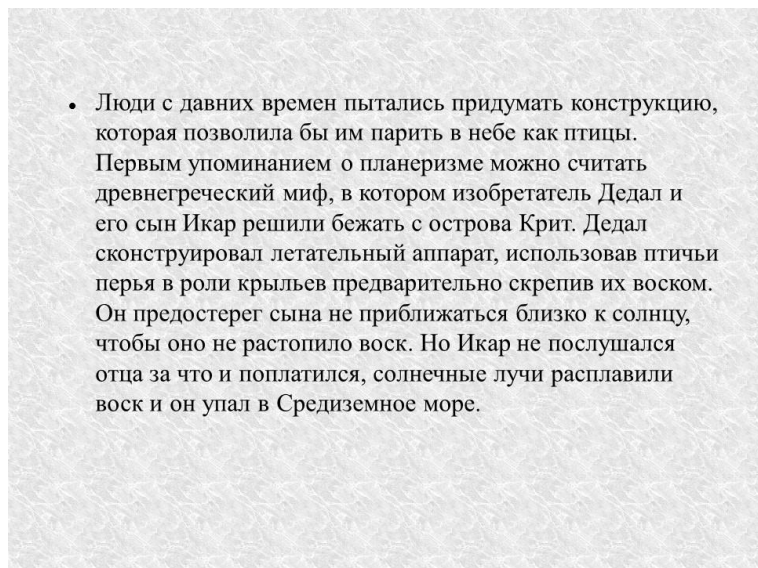 • Люди с давних времен пытались придумать конструкцию,
которая позволила бы им парить в небе как птицы.
Первым упоминанием о планеризме можно считать
древнегреческий миф, в котором изобретатель Дедал и
его сын Икар решили бежать с острова Крит. Дедал
сконструировал летательный аппарат, использовав птичьи
перья в роли крыльев предварительно скрепив их воском.
Он предостерег сына не приближаться близко к солнцу,
чтобы оно не растопило воск. Но Икар не послушался
отца за что и поплатился, солнечные лучи расплавили
воск и он упал в Средиземное море.